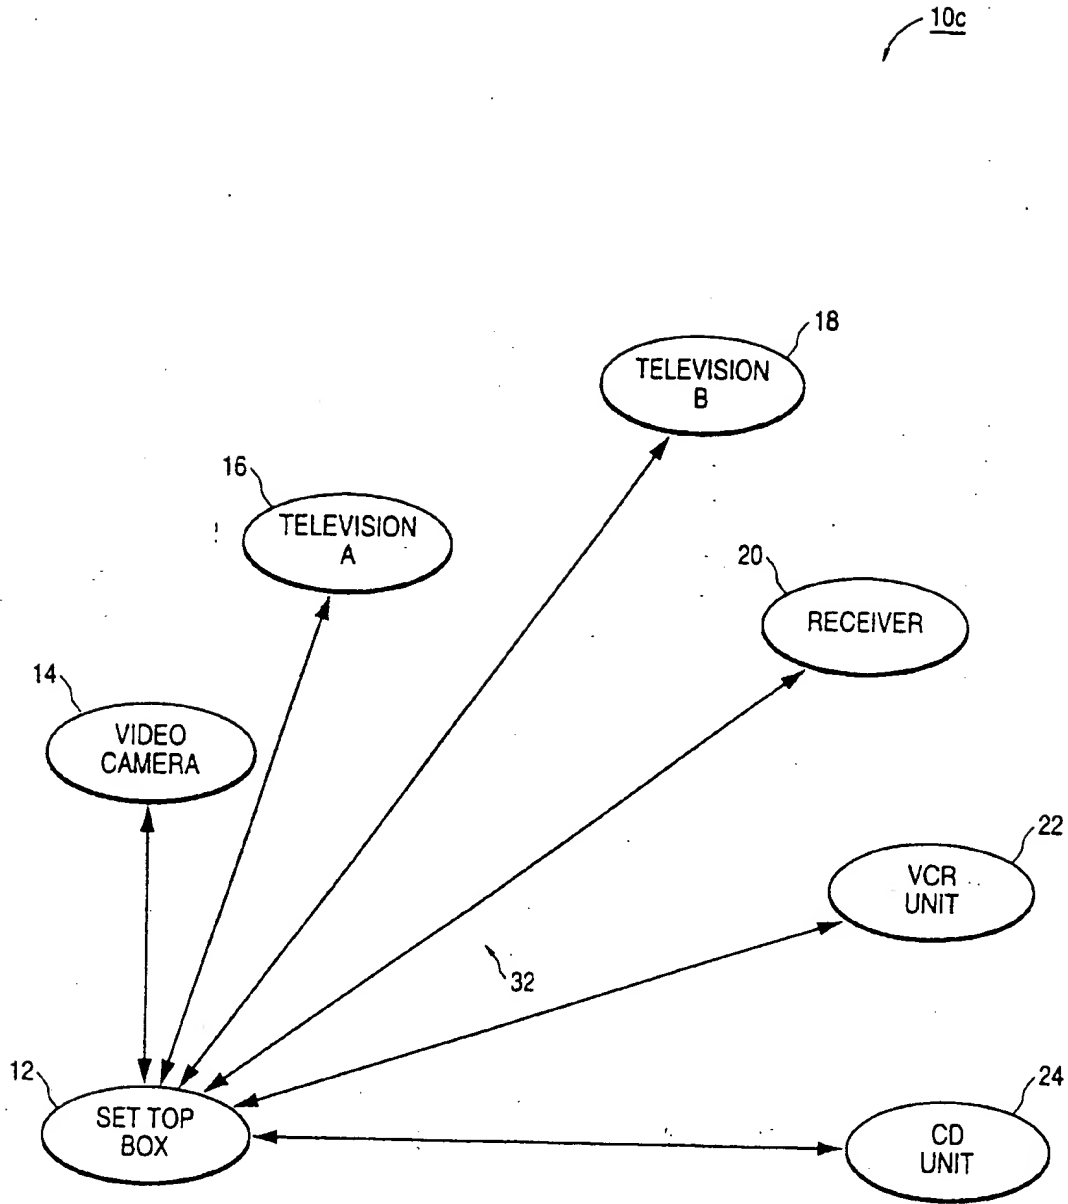 10c
18
TELEVISION
B
16
TELEVISION
A
20
RECEIVER
14
VIDEO
CAMERA
22
VCR
UNIT
32
12
SET TOP
BOX
24
CD
UNIT